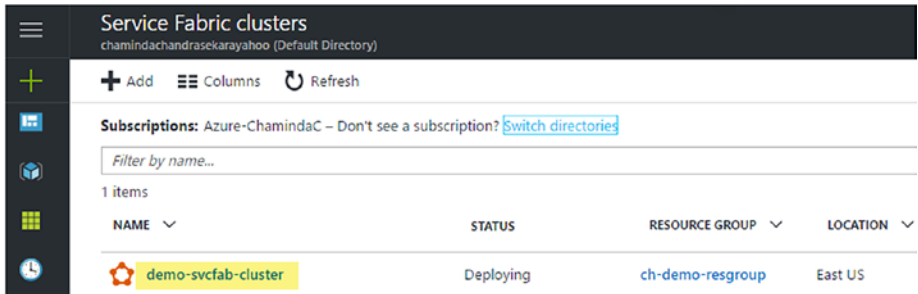 Service Fabric clusters
chamindachandrasekarayahoo (Default Directory)
Add Columns Refresh
Subscriptions: Azure-ChamindaC – Don't see a subscription? Switch directories
Filter by name...
1 items
NAME STATUS RESOURCE GROUP LOCATION
demo-svcfab-cluster Deploying ch-demo-resgroup East US